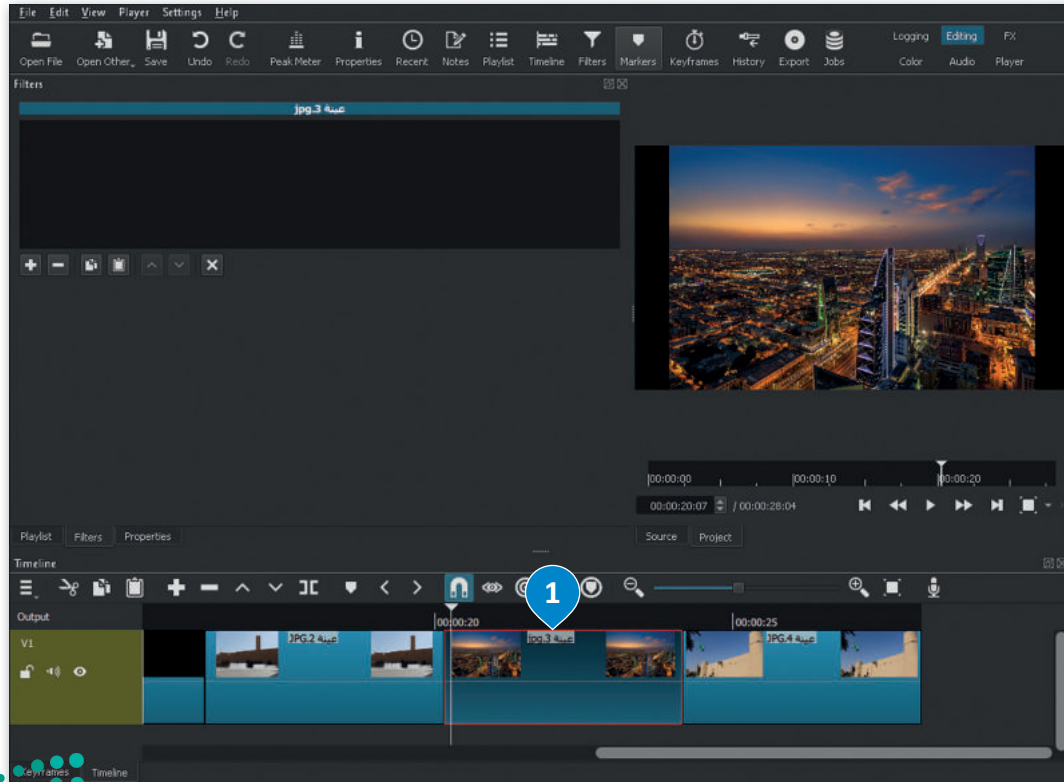 File Edit View Player Settings Help
Open File Open Other... Save Undo Redo Peak Meter Properties Recent Notes Playlist Timeline Filters Markers Keyframes History Export Jobs
Logging Editing FX
Color Audio Player
Filters
عينة 3.jpg
00:00:00 00:00:10 00:00:20
00:00:20:07 / 00:00:28:04
Playlist Filters Properties
Source Project
Timeline
1
Output 00:00:20 00:00:25
V1 عينة 2.JPG عينة 3.jpg عينة 4.JPG
Keyframes Timeline